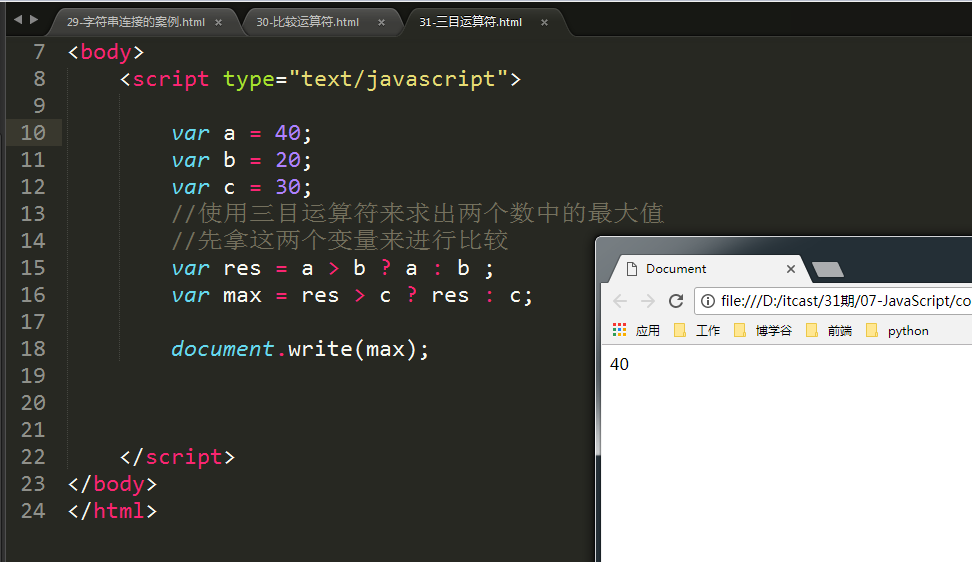 29-字符串连接的案例.html × 30-比较运算符.html × 31-三目运算符.html ×
7 <body>
8 <script type="text/javascript">
9
10 var a = 40;
11 var b = 20;
12 var c = 30;
13 //使用三目运算符来求出两个数中的最大值
14 //先拿这两个变量来进行比较
15 var res = a > b ? a : b ;
16 var max = res > c ? res : c;
17
18 document.write(max);
19
20
21
22 </script>
23 </body>
24 </html>
Document ×
file:///D:/itcast/31期/07-JavaScript/co
应用 工作 博学谷 前端 python
40